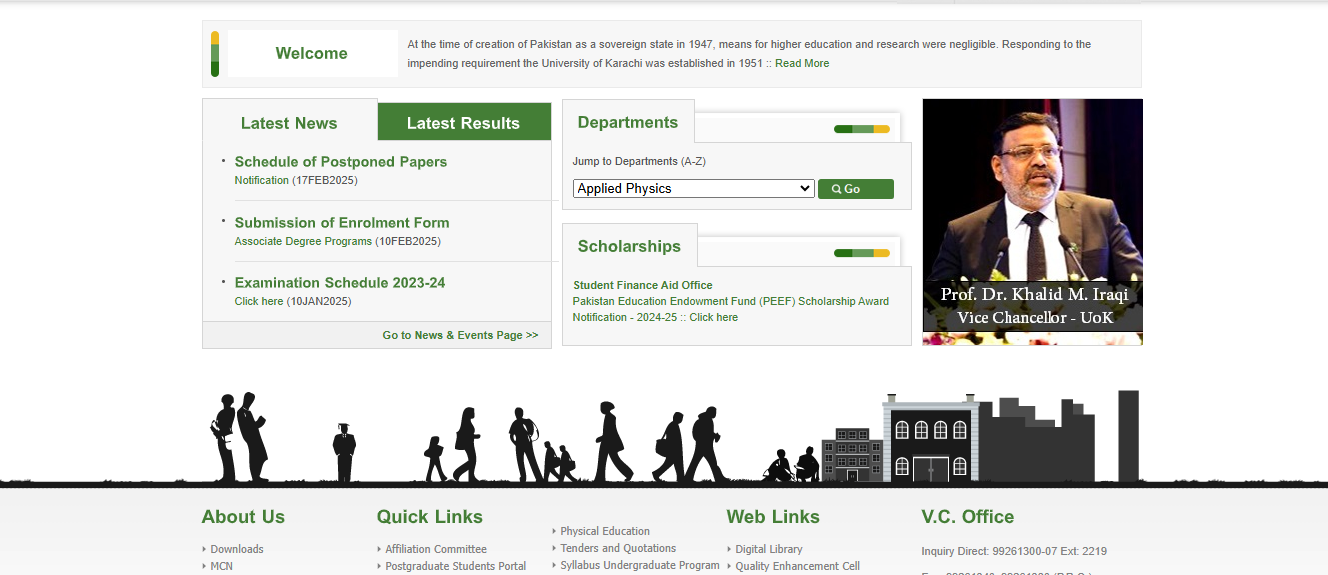 Welcome
At the time of creation of Pakistan as a sovereign state in 1947, means for higher education and research were negligible. Responding to the
impending requirement the University of Karachi was established in 1951 :: Read More
Latest News
Latest Results
Schedule of Postponed Papers
Notification (17FEB2025)
Submission of Enrolment Form
Associate Degree Programs (10FEB2025)
Examination Schedule 2023-24
Click here (10JAN2025)
Go to News & Events Page >>
Departments
Jump to Departments (A-Z)
Applied Physics
Go
Scholarships
Student Finance Aid Office
Pakistan Education Endowment Fund (PEEF) Scholarship Award
Notification - 2024-25 :: Click here
Prof. Dr. Khalid M. Iraqi
Vice Chancellor - UoK
About Us
Downloads
MCN
Quick Links
Affiliation Committee
Postgraduate Students Portal
Physical Education
Tenders and Quotations
Syllabus Undergraduate Program
Web Links
Digital Library
Quality Enhancement Cell
V.C. Office
Inquiry Direct: 99261300-07 Ext: 2219